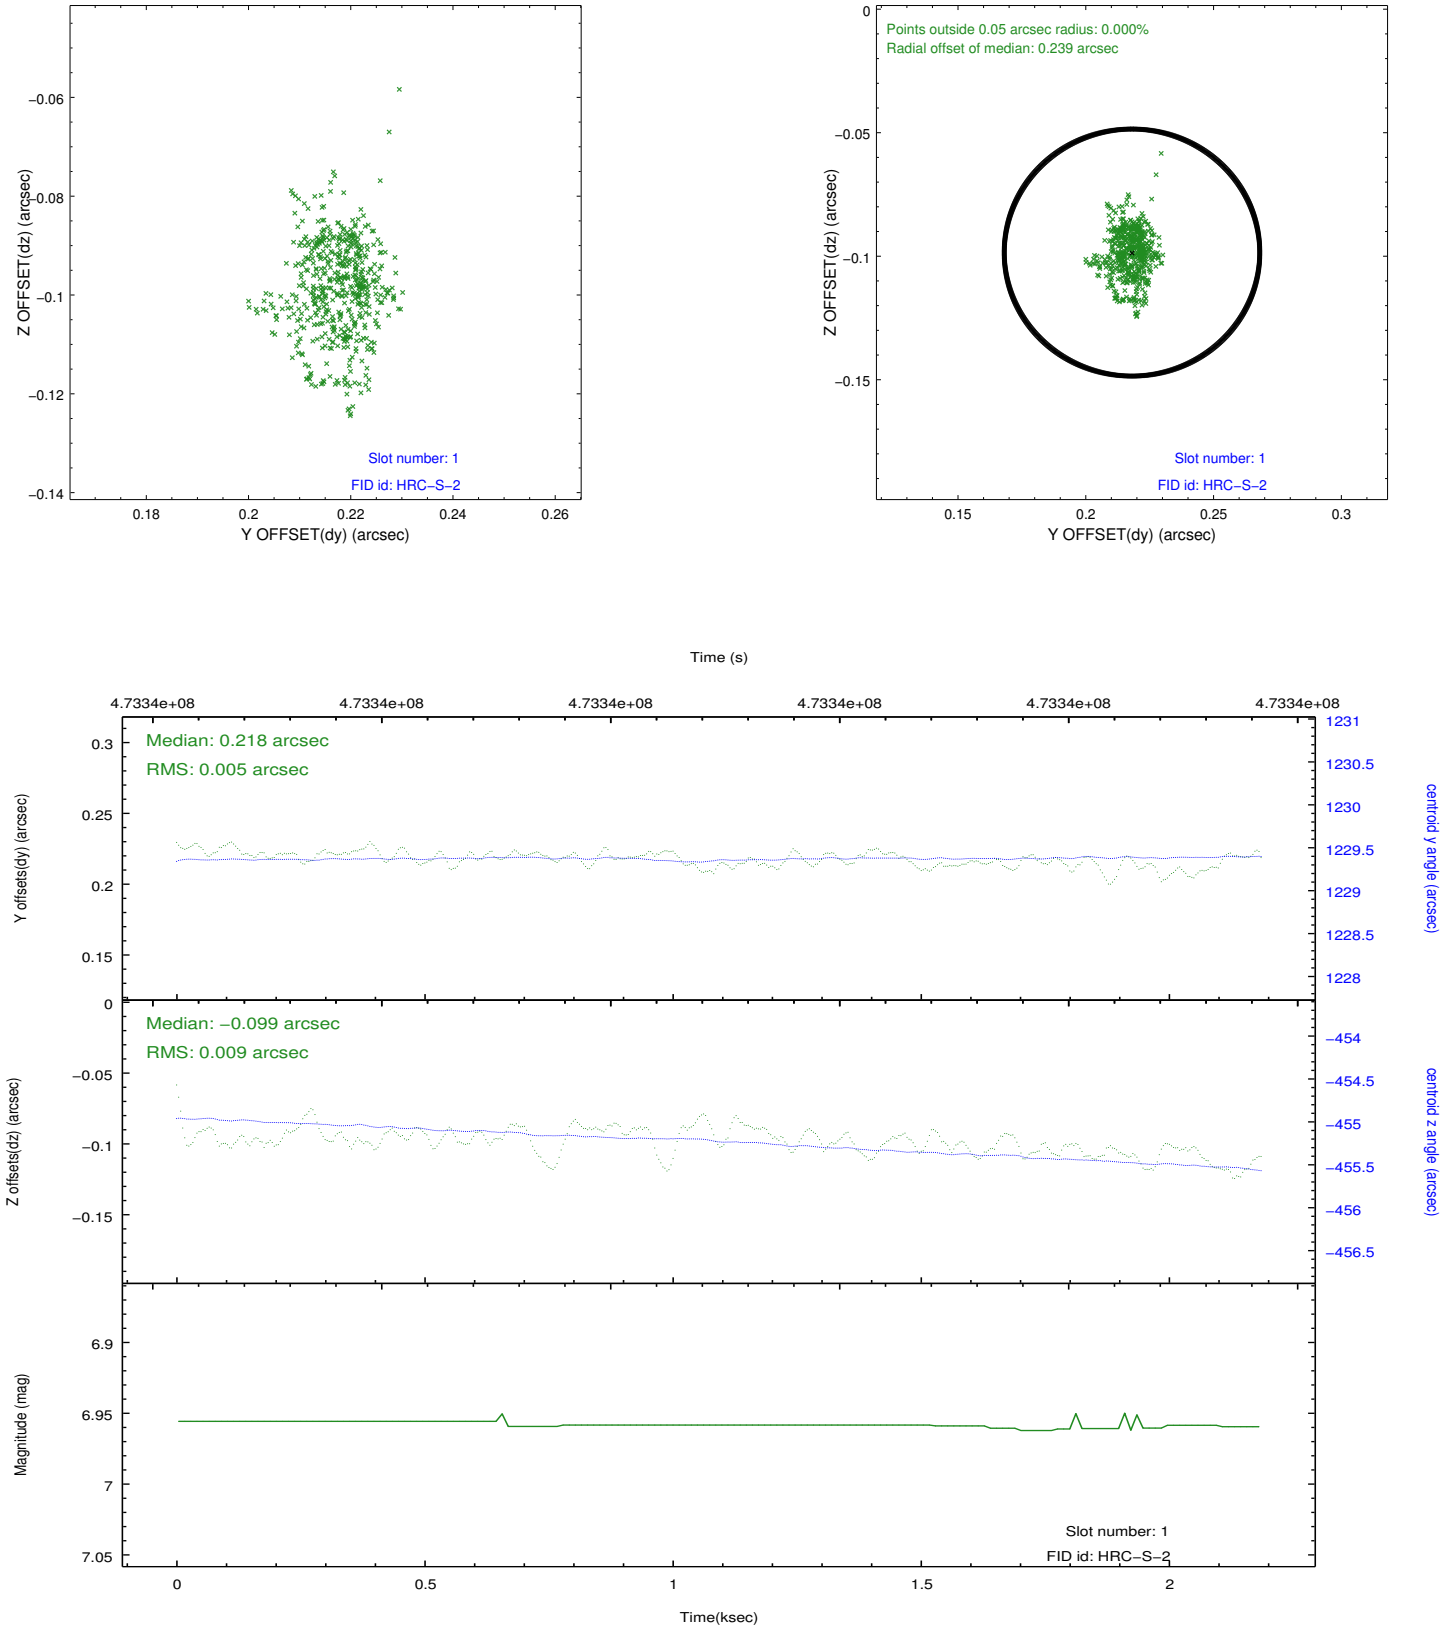 −0.06
−0.08
−0.1
−0.12
−0.14
Z OFFSET(dz) (arcsec)
0.18
0.2
0.22
0.24
0.26
Y OFFSET(dy) (arcsec)
Slot number: 1
FID id: HRC−S−2
Points outside 0.05 arcsec radius: 0.000%
Radial offset of median: 0.239 arcsec
0
−0.05
−0.1
−0.15
Z OFFSET(dz) (arcsec)
0.15
0.2
0.25
0.3
Y OFFSET(dy) (arcsec)
Slot number: 1
FID id: HRC−S−2
Time (s)
4.7334e+08
4.7334e+08
4.7334e+08
4.7334e+08
4.7334e+08
4.7334e+08
Median: 0.218 arcsec
RMS: 0.005 arcsec
0.3
0.25
0.2
0.15
Y offsets(dy) (arcsec)
1231
1230.5
1230
1229.5
1229
1228.5
1228
centroid y angle (arcsec)
Median: −0.099 arcsec
RMS: 0.009 arcsec
0
−0.05
−0.1
−0.15
Z offsets(dz) (arcsec)
−454
−454.5
−455
−455.5
−456
−456.5
centroid z angle (arcsec)
6.9
6.95
7
7.05
Magnitude (mag)
Slot number: 1
FID id: HRC−S−2
0
0.5
1
1.5
2
Time(ksec)